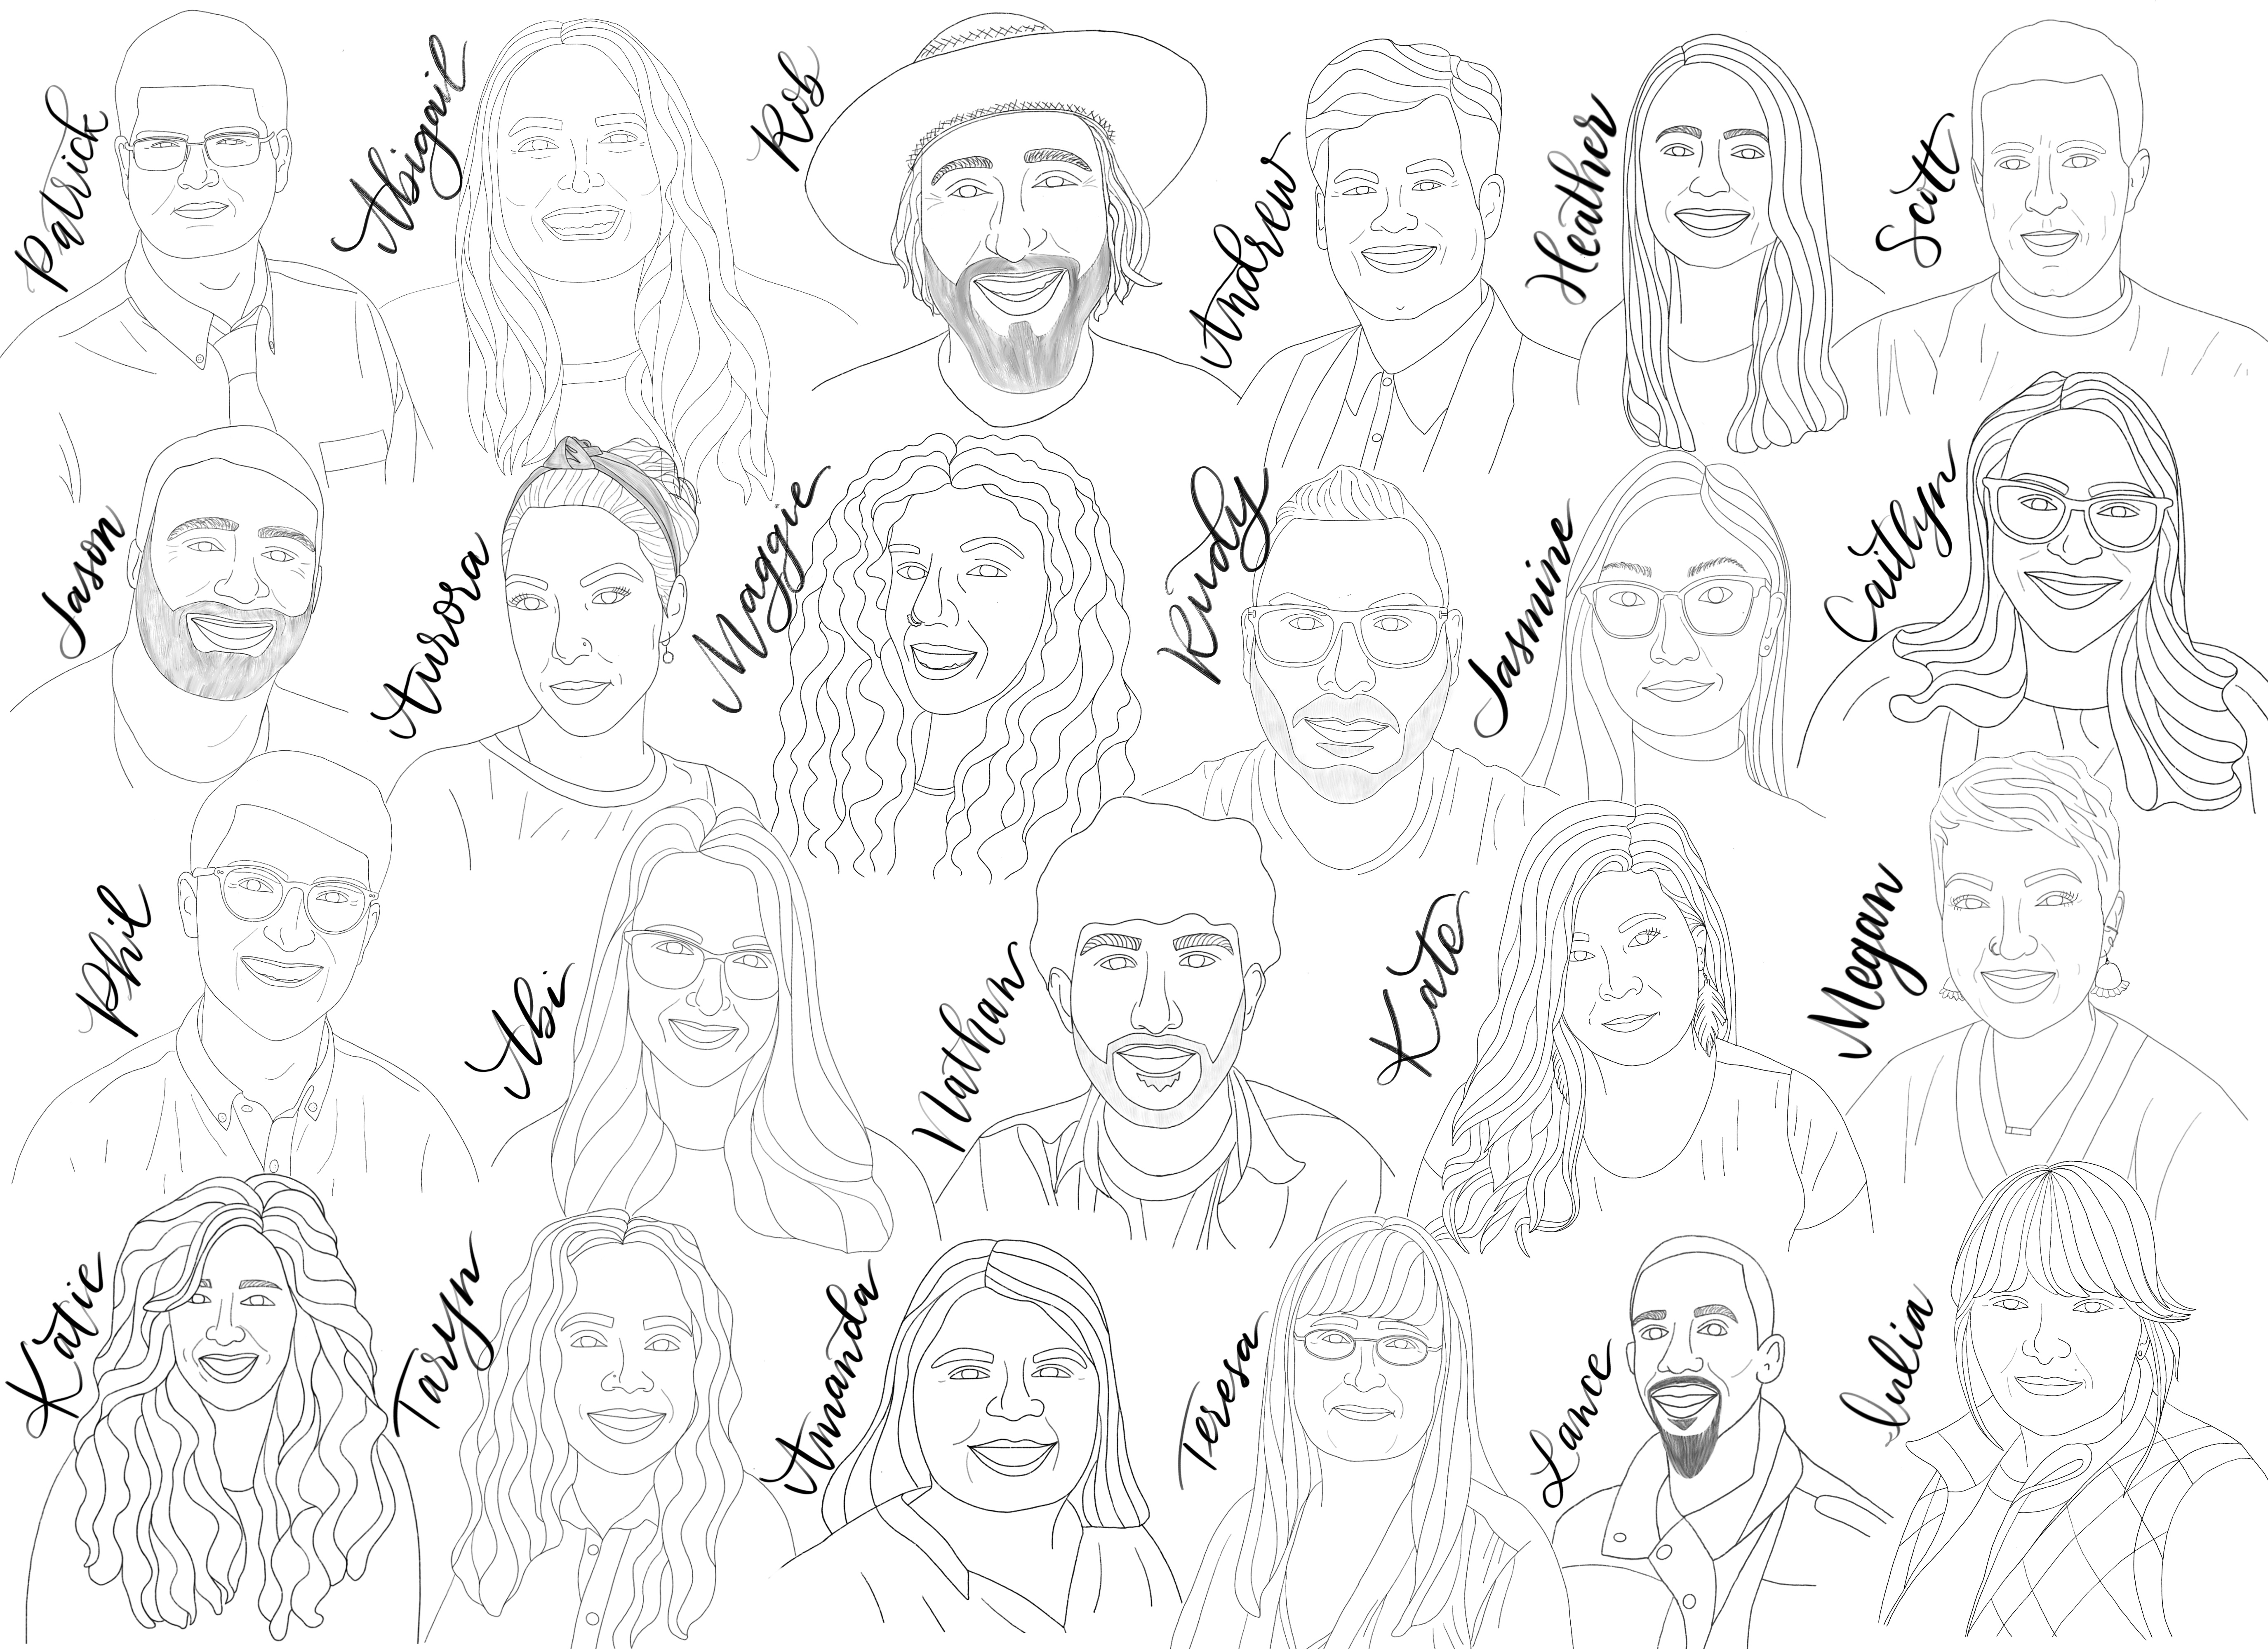 Patrick
Abigail
Rob
Andrew
Heather
Scott
Jason
Aurora
Maggie
Rudy
Jasmine
Caitlyn
Phil
Abi
Nathan
Kate
Megan
Katie
Taryn
Amanda
Teresa
Lance
Julia